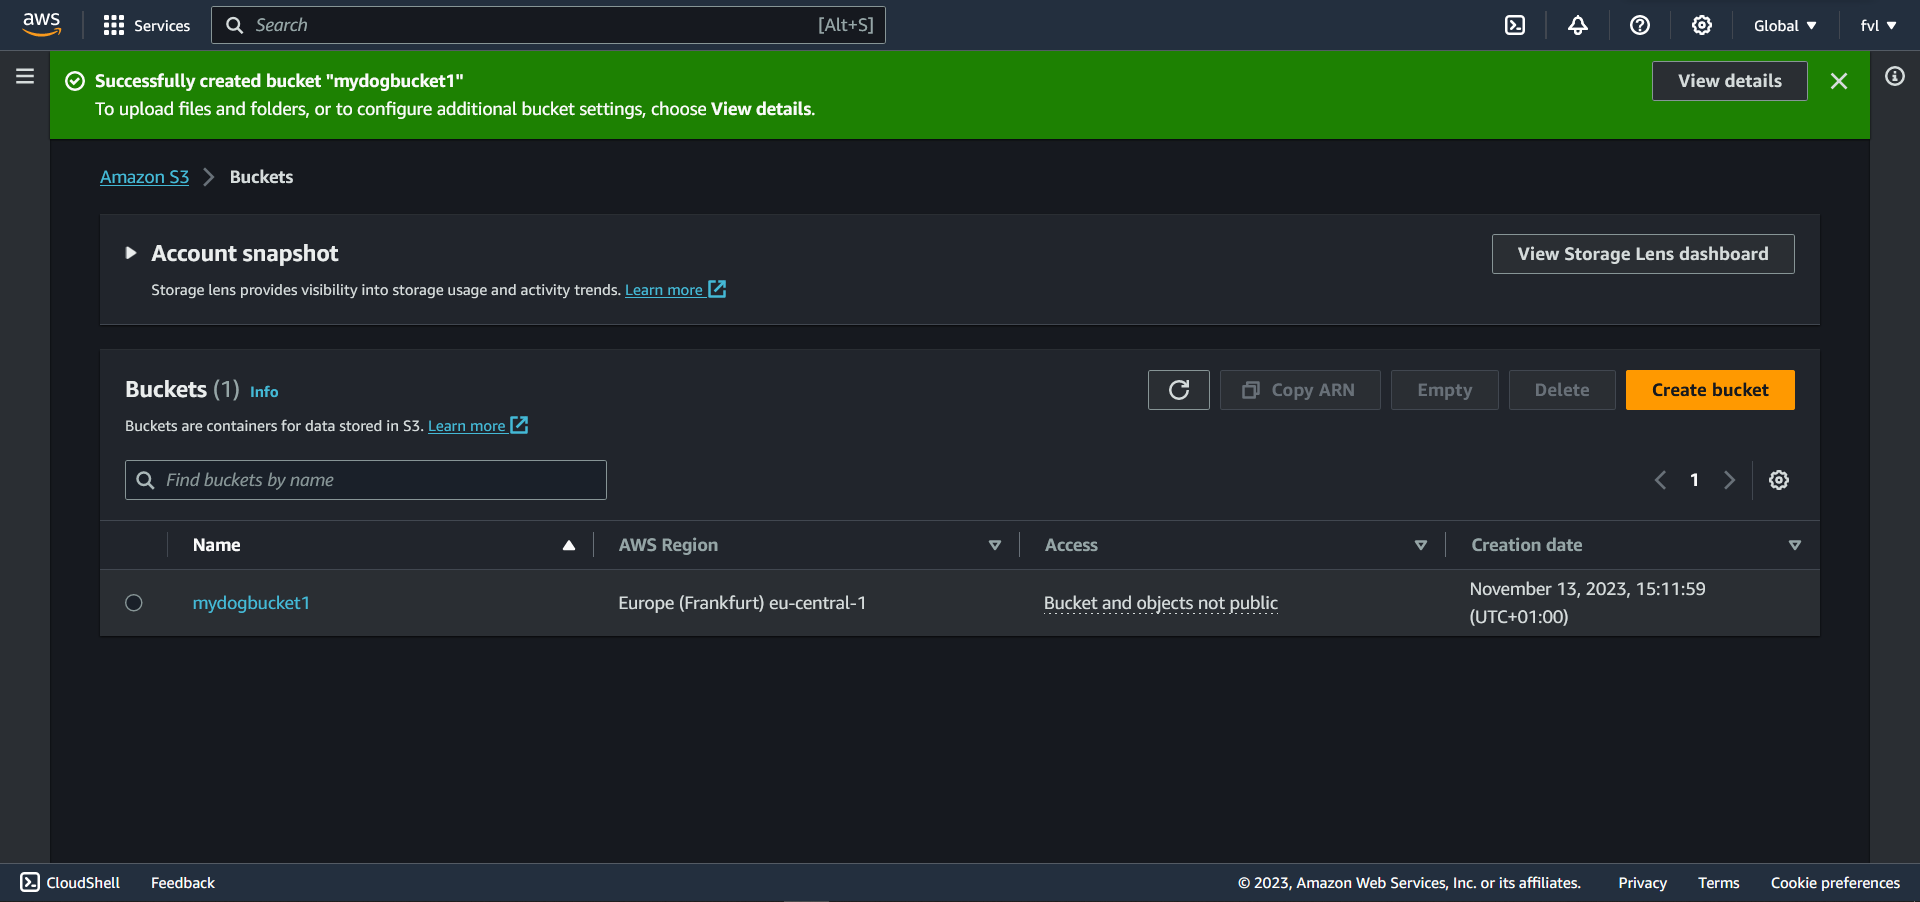 aws
Services
Search
[Alt+S]
Global
fvl
Successfully created bucket "mydogbucket1"
To upload files and folders, or to configure additional bucket settings, choose View details.
View details
Amazon S3
Buckets
Account snapshot
Storage lens provides visibility into storage usage and activity trends. Learn more
View Storage Lens dashboard
Buckets (1) Info
Buckets are containers for data stored in S3. Learn more
Copy ARN
Empty
Delete
Create bucket
Find buckets by name
1
Name
AWS Region
Access
Creation date
mydogbucket1
Europe (Frankfurt) eu-central-1
Bucket and objects not public
November 13, 2023, 15:11:59
(UTC+01:00)
CloudShell
Feedback
© 2023, Amazon Web Services, Inc. or its affiliates.
Privacy
Terms
Cookie preferences